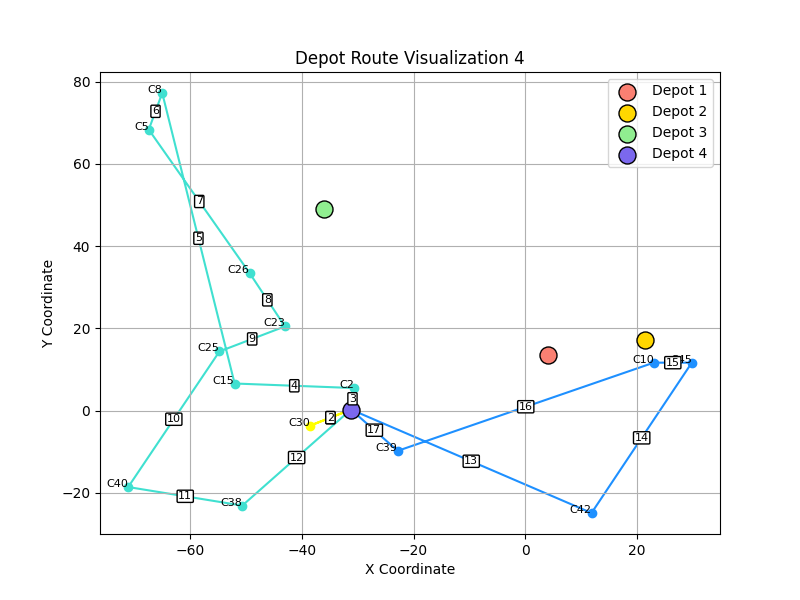 Depot Route Visualization 4
Depot 1
Depot 2
Depot 3
Depot 4
Y Coordinate
80
60
40
20
0
−20
−60
−40
−20
0
20
X Coordinate
C8
6
C5
7
5
C26
8
C23
9
C25
C15
4
C2
3
C30
2
10
17
12
C39
C40
11
C38
13
C42
14
16
C10
15